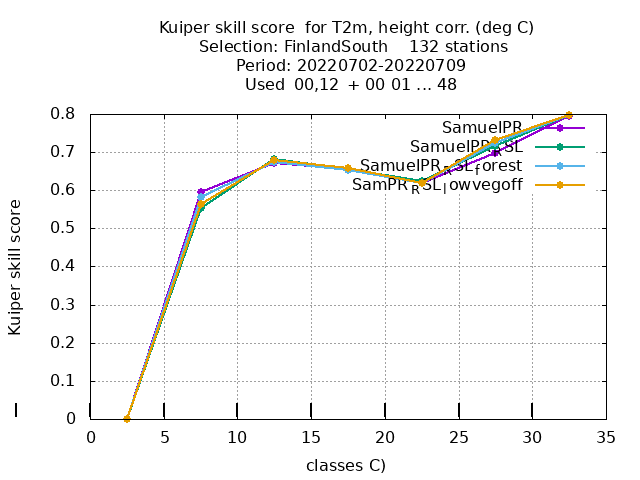 Kuiper skill score for T2m, height corr. (deg C)
Selection: FinlandSouth 132 stations
Period: 20220702-20220709
Used 00,12 + 00 01 ... 48
SamuelPR
SamuelPR_RSL
SamuelPR_RSL_forest
SamPR_RSL_lowvegoff
Kuiper skill score
0.8
0.7
0.6
0.5
0.4
0.3
0.2
0.1
0
0 5 10 15 20 25 30 35
classes C)